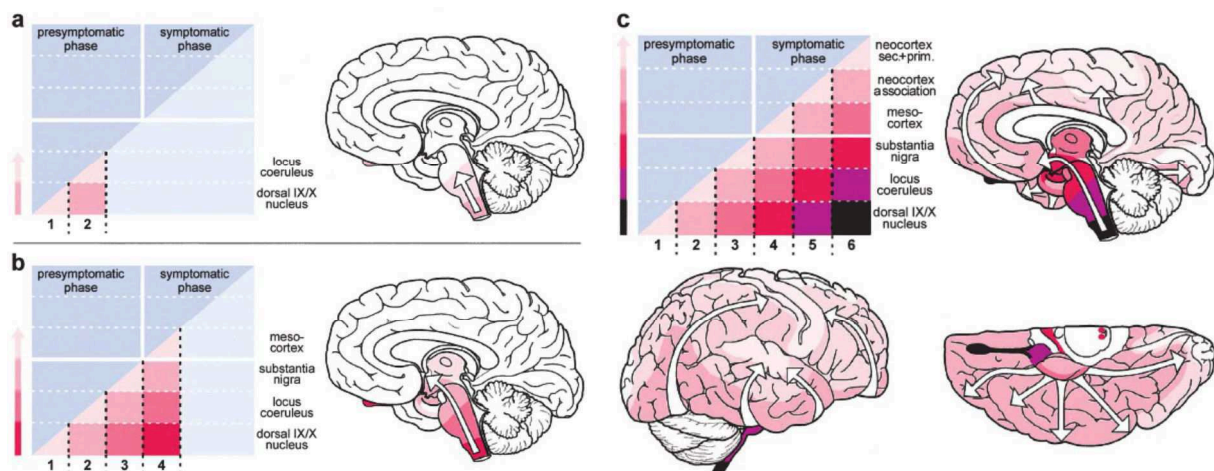 a
presymptomatic
phase
symptomatic
phase
locus
coeruleus
dorsal IX/X
nucleus
1 2
b
presymptomatic
phase
symptomatic
phase
meso-
cortex
substantia
nigra
locus
coeruleus
dorsal IX/X
nucleus
1 2 3 4
c
presymptomatic
phase
symptomatic
phase
neocortex
sec.+prim.
neocortex
association
meso-
cortex
substantia
nigra
locus
coeruleus
dorsal IX/X
nucleus
1 2 3 4 5 6